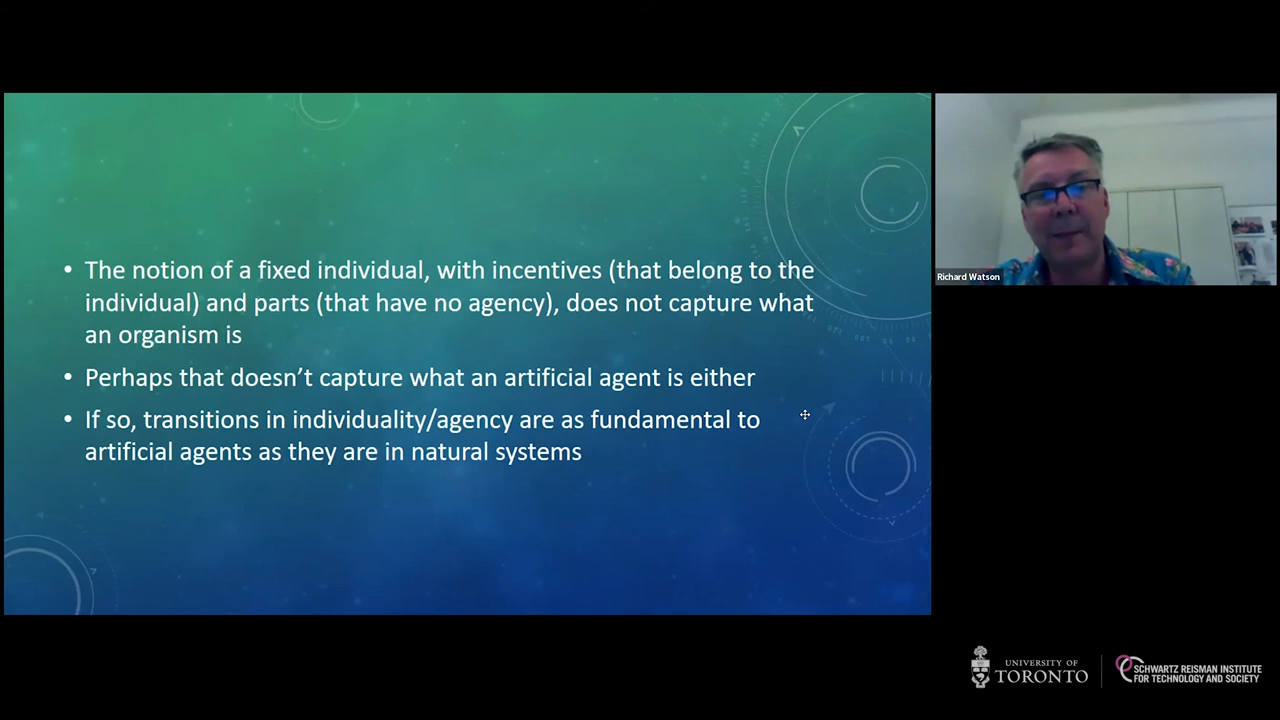 • The notion of a fixed individual, with incentives (that belong to the
individual) and parts (that have no agency), does not capture what
an organism is
• Perhaps that doesn't capture what an artificial agent is either
• If so, transitions in individuality/agency are as fundamental to
artificial agents as they are in natural systems
Richard Watson
UNIVERSITY OF
TORONTO
SCHWARTZ REISMAN INSTITUTE
FOR TECHNOLOGY AND SOCIETY